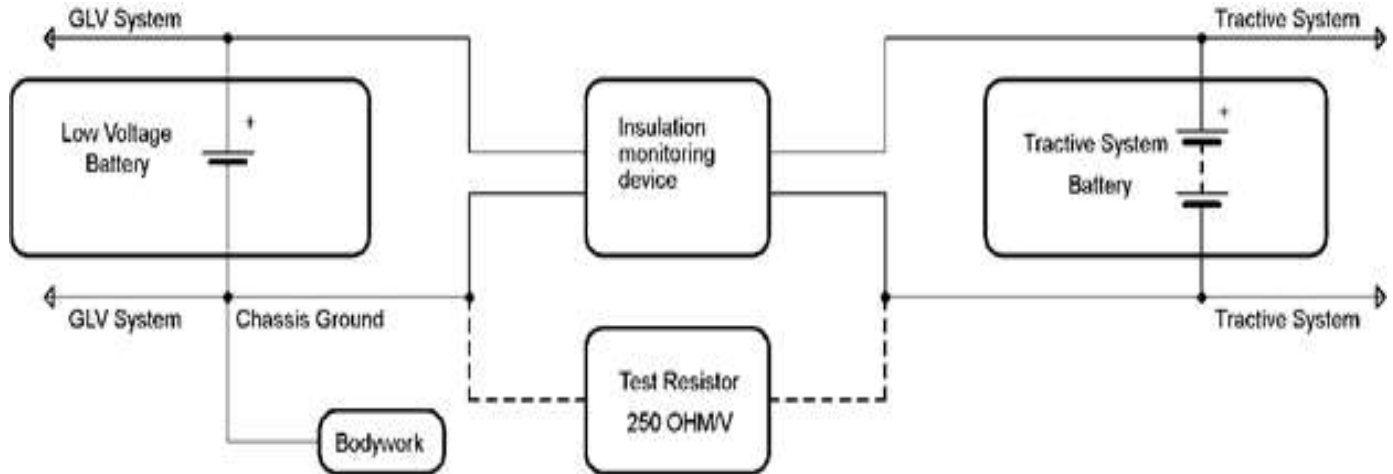 GLV System
Tractive System
Low Voltage
Battery
+
Insulation
monitoring
device
Tractive System
Battery
+
GLV System
Chassis Ground
Tractive System
Test Resistor
250 OHM/V
Bodywork